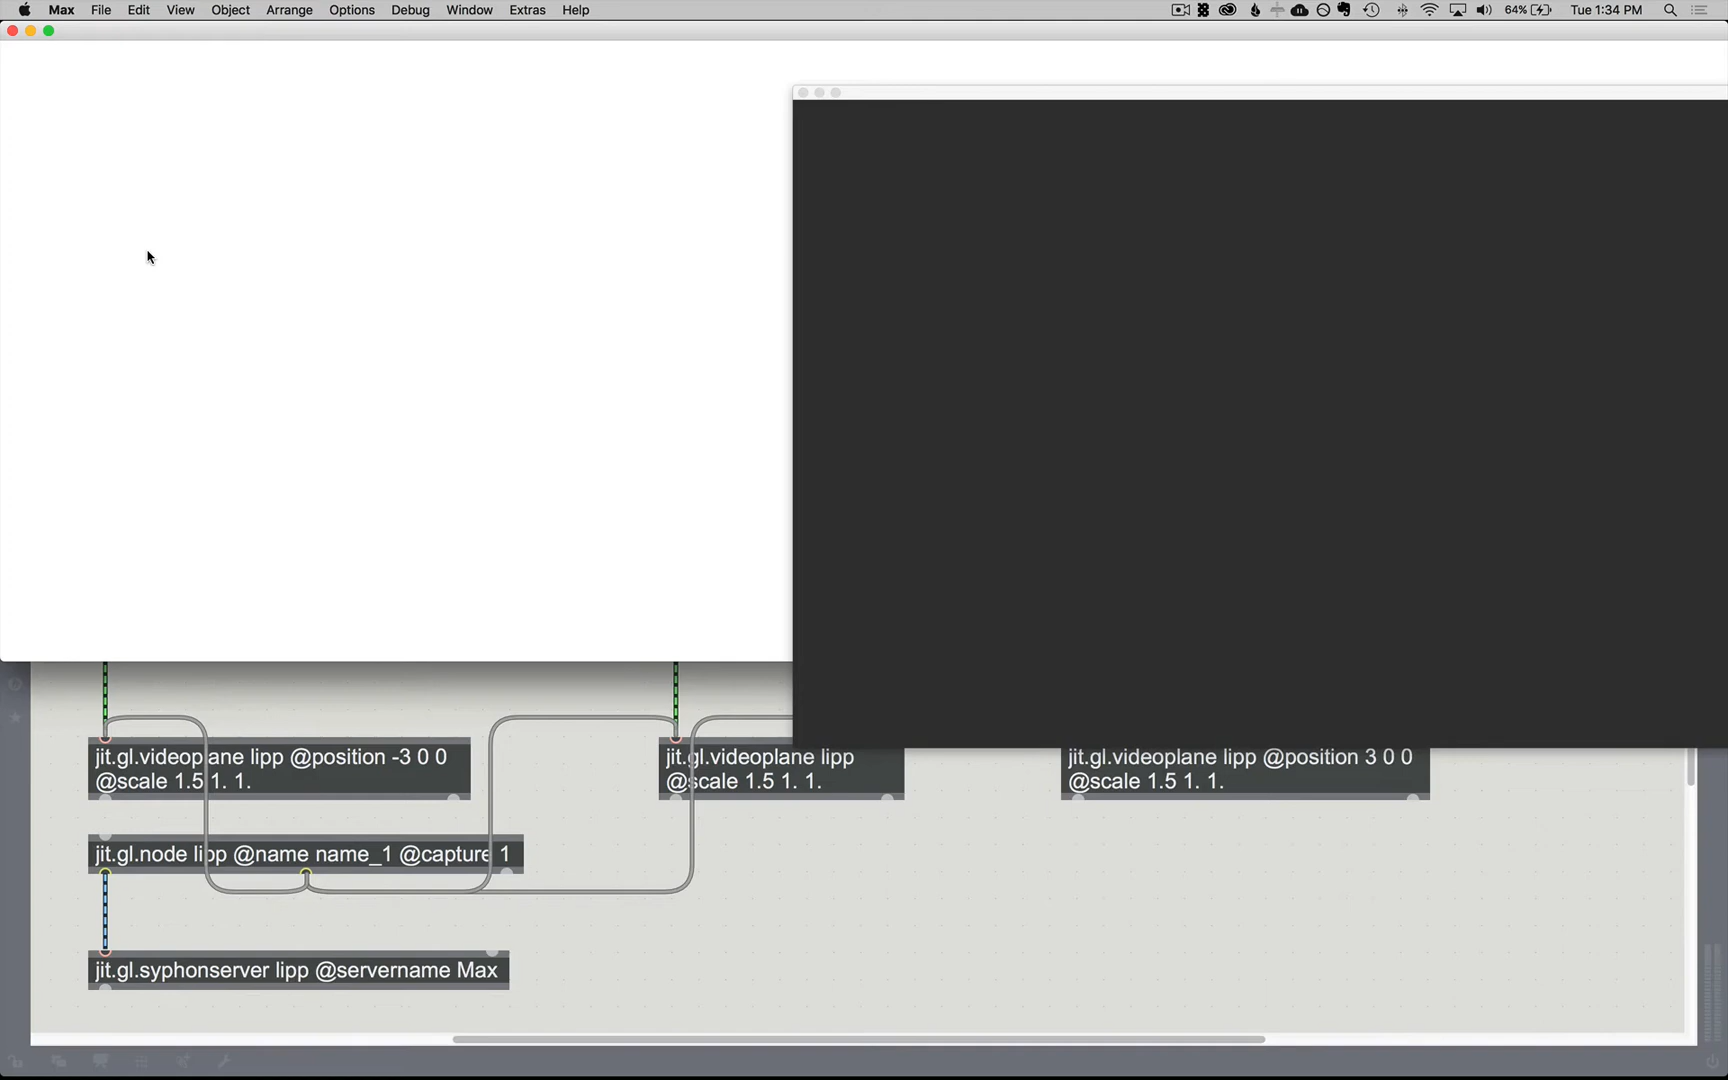 Max File Edit View Object Arrange Options Debug Window Extras Help 64% Tue 1:34 PM
jit.gl.videoplane lipp @position -3 0 0
@scale 1.5 1. 1.
jit.gl.videoplane lipp
@scale 1.5 1. 1.
jit.gl.videoplane lipp @position 3 0 0
@scale 1.5 1. 1.
jit.gl.node lipp @name name_1 @capture 1
jit.gl.syphonserver lipp @servername Max